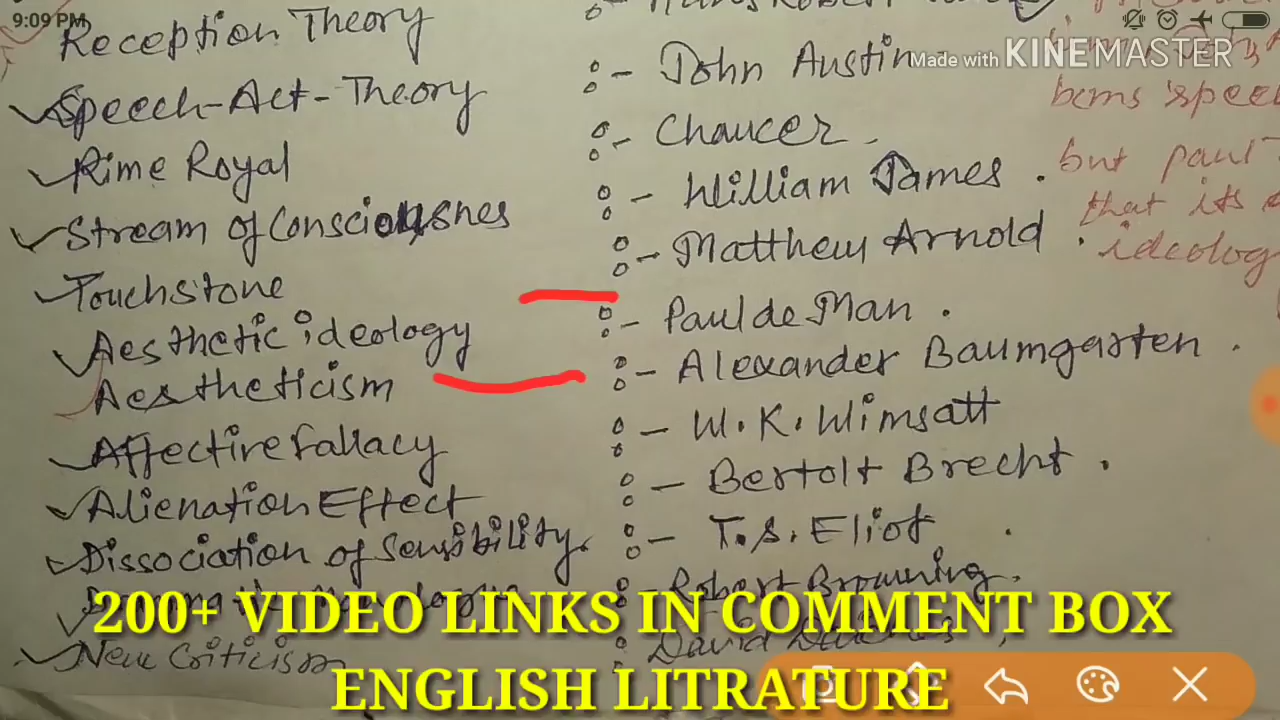 9:09 PM
Reception Theory
Made with KINEMASTER
Speech-Act-Theory :- John Austin
Rime Royal :- Chaucer.
Stream of Consciousnes :- William James.
Touchstone :- Matthew Arnold.
Aesthetic ideology :- Paul de Man.
Aestheticism :- Alexander Baumgarten.
Affective Fallacy :- W.K. Wimsatt
Alienation Effect :- Bertolt Brecht.
Dissociation of Sensibility. :- T.S. Eliot
:- Robert Browning.
New Criticism : David
but paul
that its
ideolog
200+ VIDEO LINKS IN COMMENT BOX
ENGLISH LITRATURE